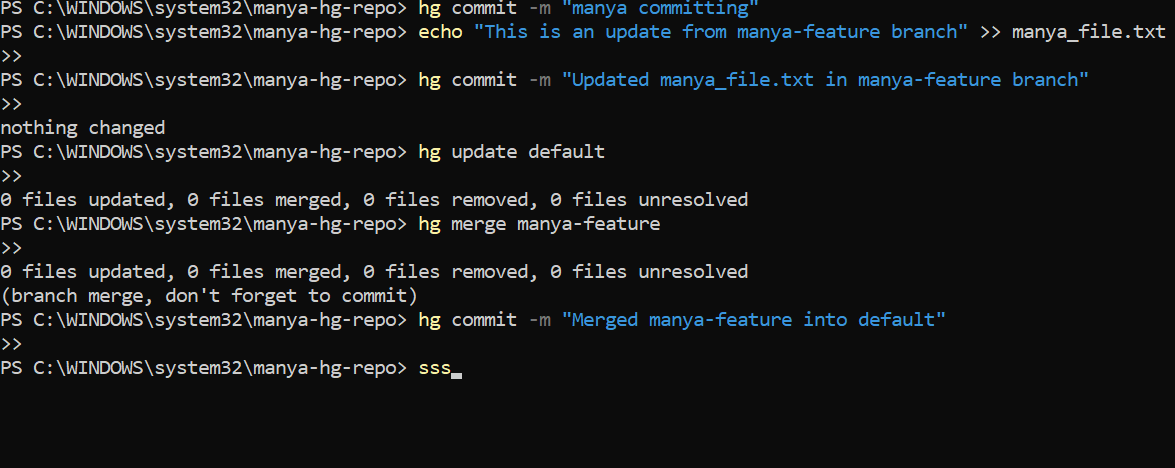 PS C:\WINDOWS\system32\manya-hg-repo> hg commit -m "manya committing"
PS C:\WINDOWS\system32\manya-hg-repo> echo "This is an update from manya-feature branch" >> manya_file.txt
>>
PS C:\WINDOWS\system32\manya-hg-repo> hg commit -m "Updated manya_file.txt in manya-feature branch"
>>
nothing changed
PS C:\WINDOWS\system32\manya-hg-repo> hg update default
>>
0 files updated, 0 files merged, 0 files removed, 0 files unresolved
PS C:\WINDOWS\system32\manya-hg-repo> hg merge manya-feature
>>
0 files updated, 0 files merged, 0 files removed, 0 files unresolved
(branch merge, don't forget to commit)
PS C:\WINDOWS\system32\manya-hg-repo> hg commit -m "Merged manya-feature into default"
>>
PS C:\WINDOWS\system32\manya-hg-repo> sss